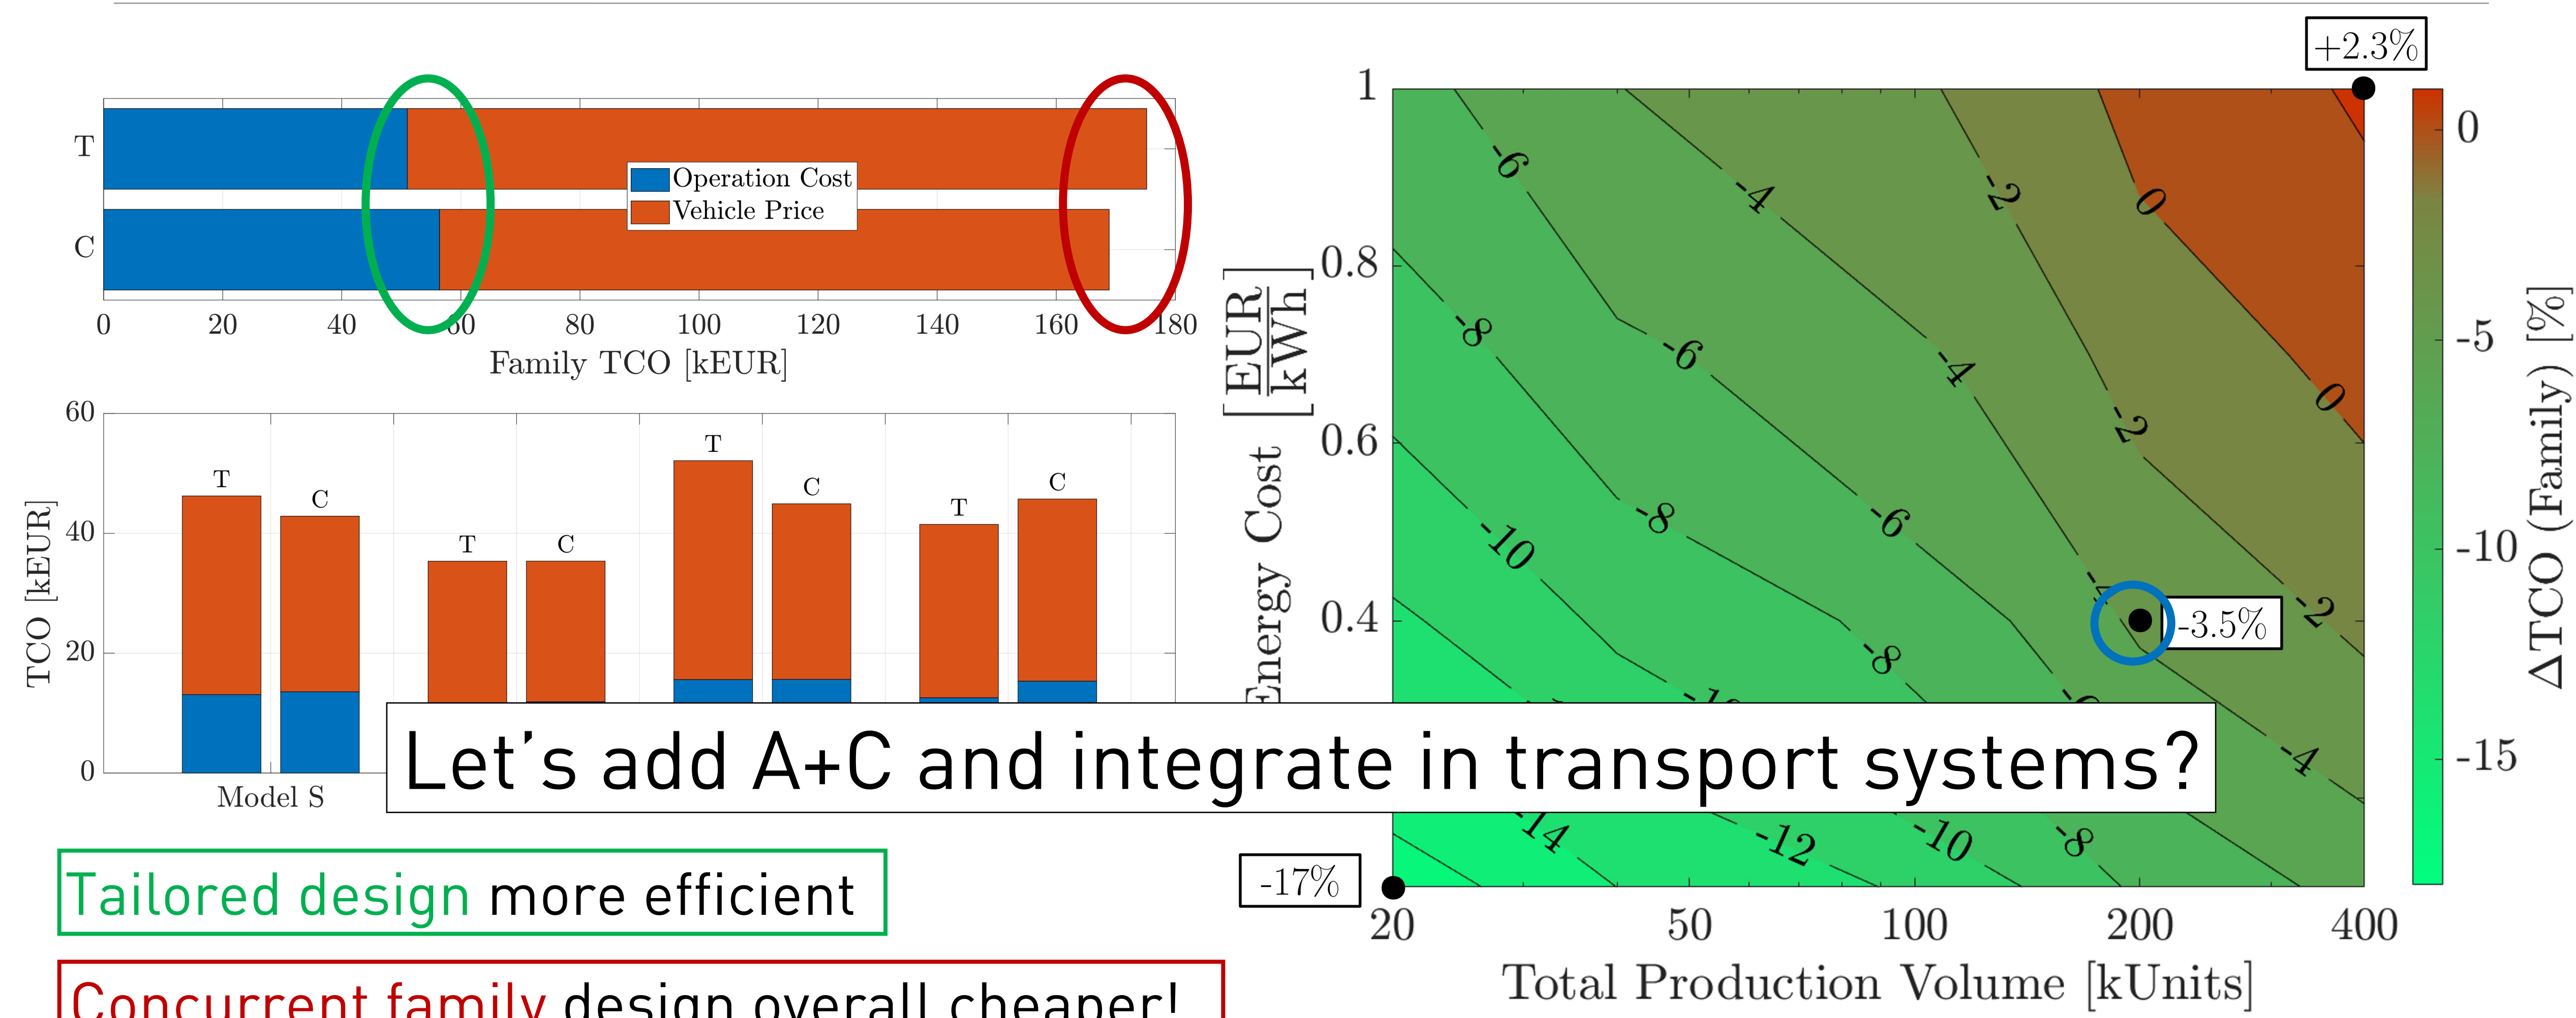 T
C
Operation Cost
Vehicle Price
0 20 40 60 80 100 120 140 160 180
Family TCO [kEUR]
60
40
20
0
TCO [kEUR]
T C T C T C T C
Model S
Tailored design more efficient
Concurrent family design overall cheaper!
Let's add A+C and integrate in transport systems?
+2.3%
1
0.8
0.6
0.4
Energy Cost [EUR/kWh]
-6 -4 -2 0
-8 -6 -4 -2 0
-10 -8 -6
-3.5%
-2
-8
-4
-14 -12 -10 -8
-17%
20 50 100 200 400
Total Production Volume [kUnits]
0
-5
-10
-15
ΔTCO (Family) [%]